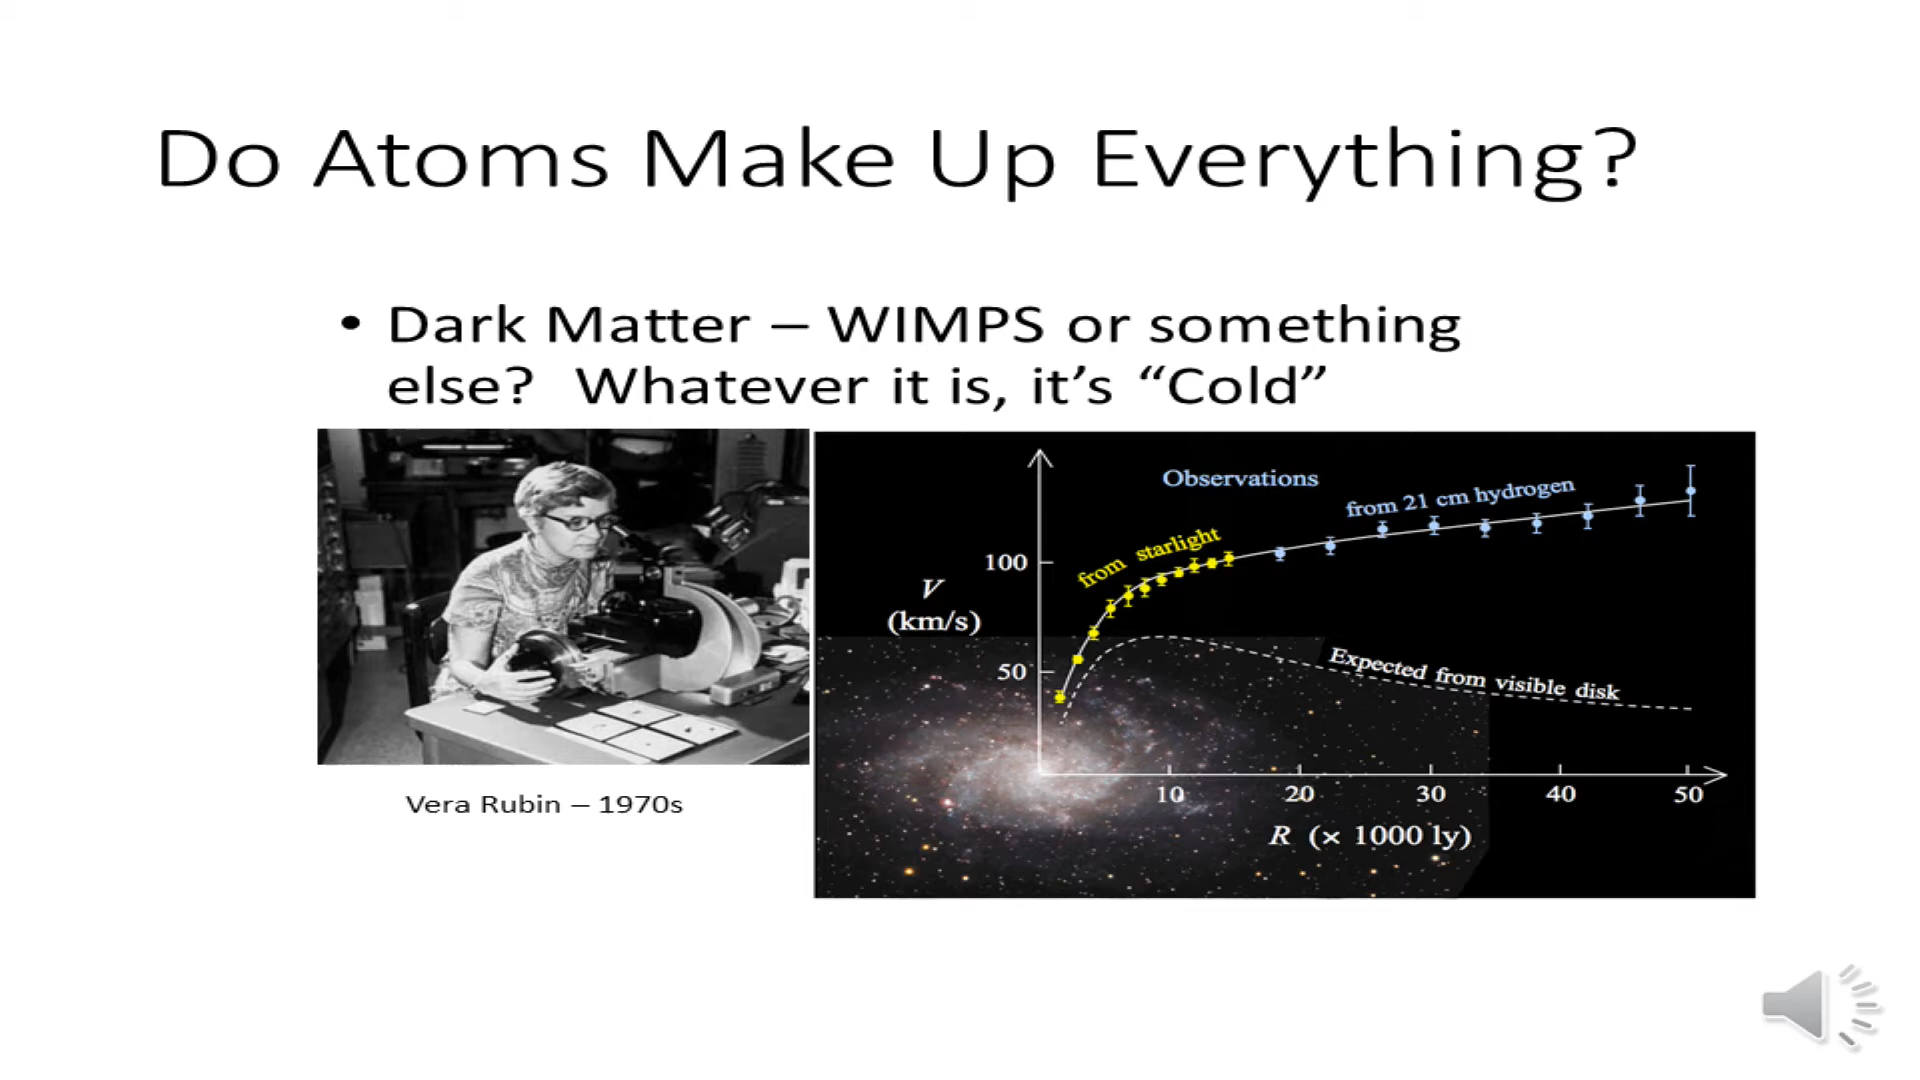 Do Atoms Make Up Everything?
• Dark Matter – WIMPS or something
else?  Whatever it is, it’s “Cold”
Vera Rubin – 1970s
Observations
from 21 cm hydrogen
from starlight
100
V
(km/s)
50
Expected from visible disk
10 20 30 40 50
R (× 1000 ly)